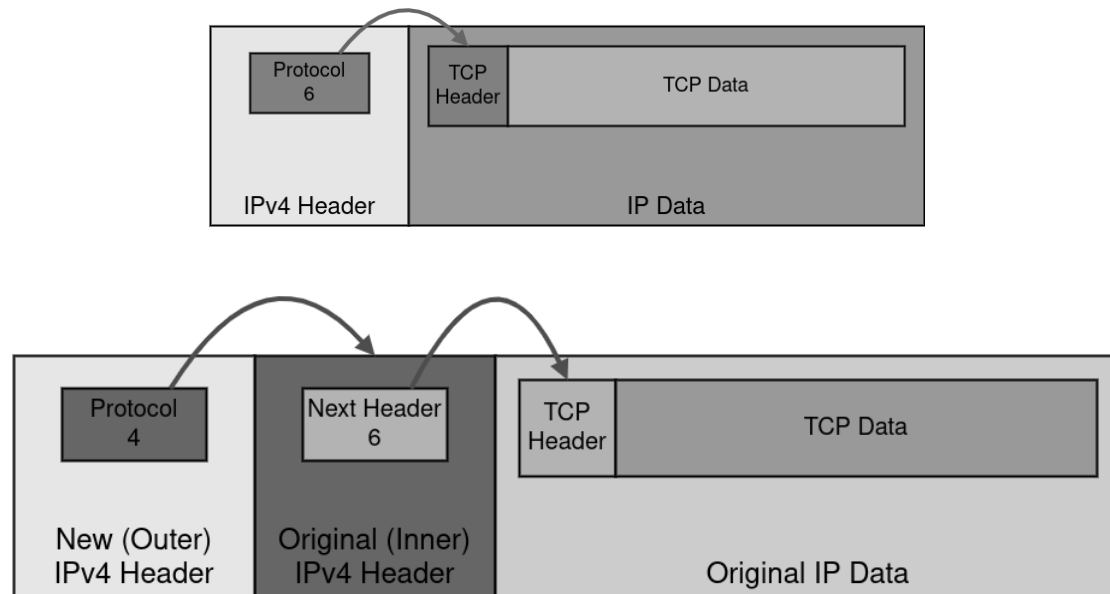 Protocol
6
TCP
Header
TCP Data
IPv4 Header
IP Data
Protocol
4
Next Header
6
TCP
Header
TCP Data
New (Outer)
IPv4 Header
Original (Inner)
IPv4 Header
Original IP Data